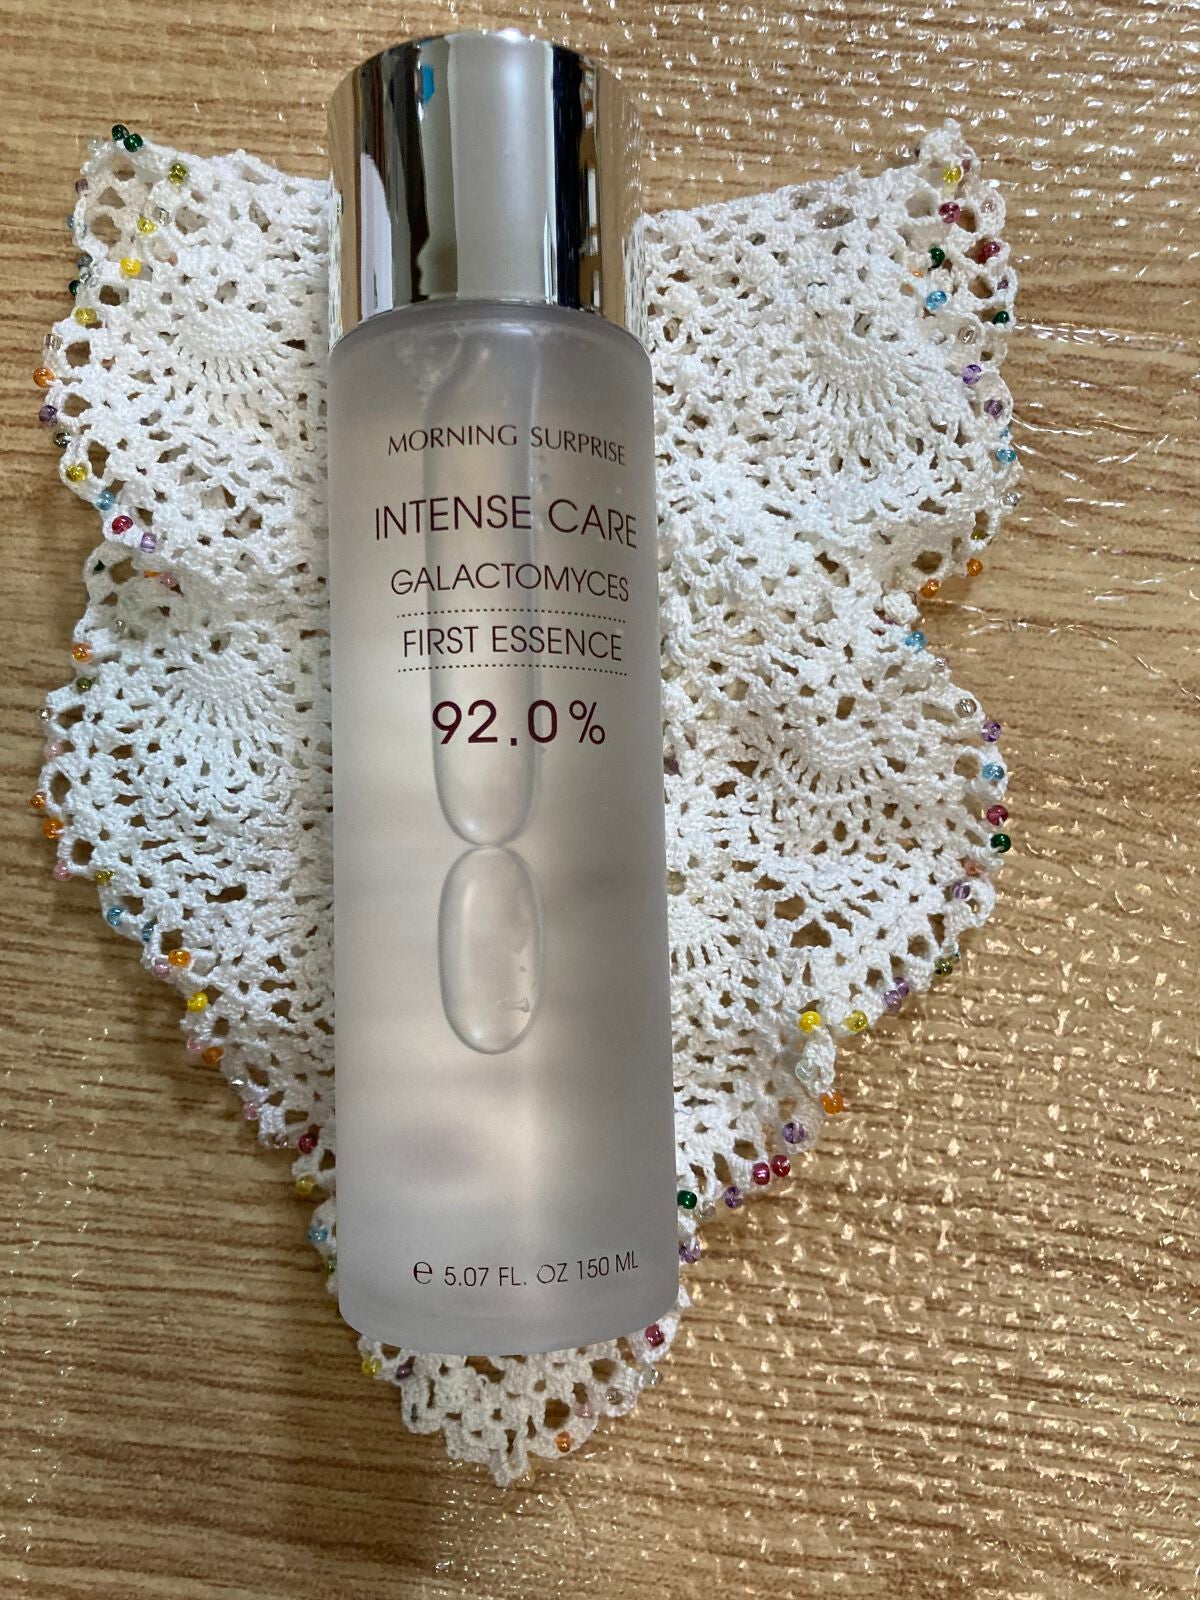 MORNING SURPRISE
INTENSE CARE
GALACTOMYCES
FIRST ESSENCE
92.0%
e 5.07 FL. OZ 150 ML